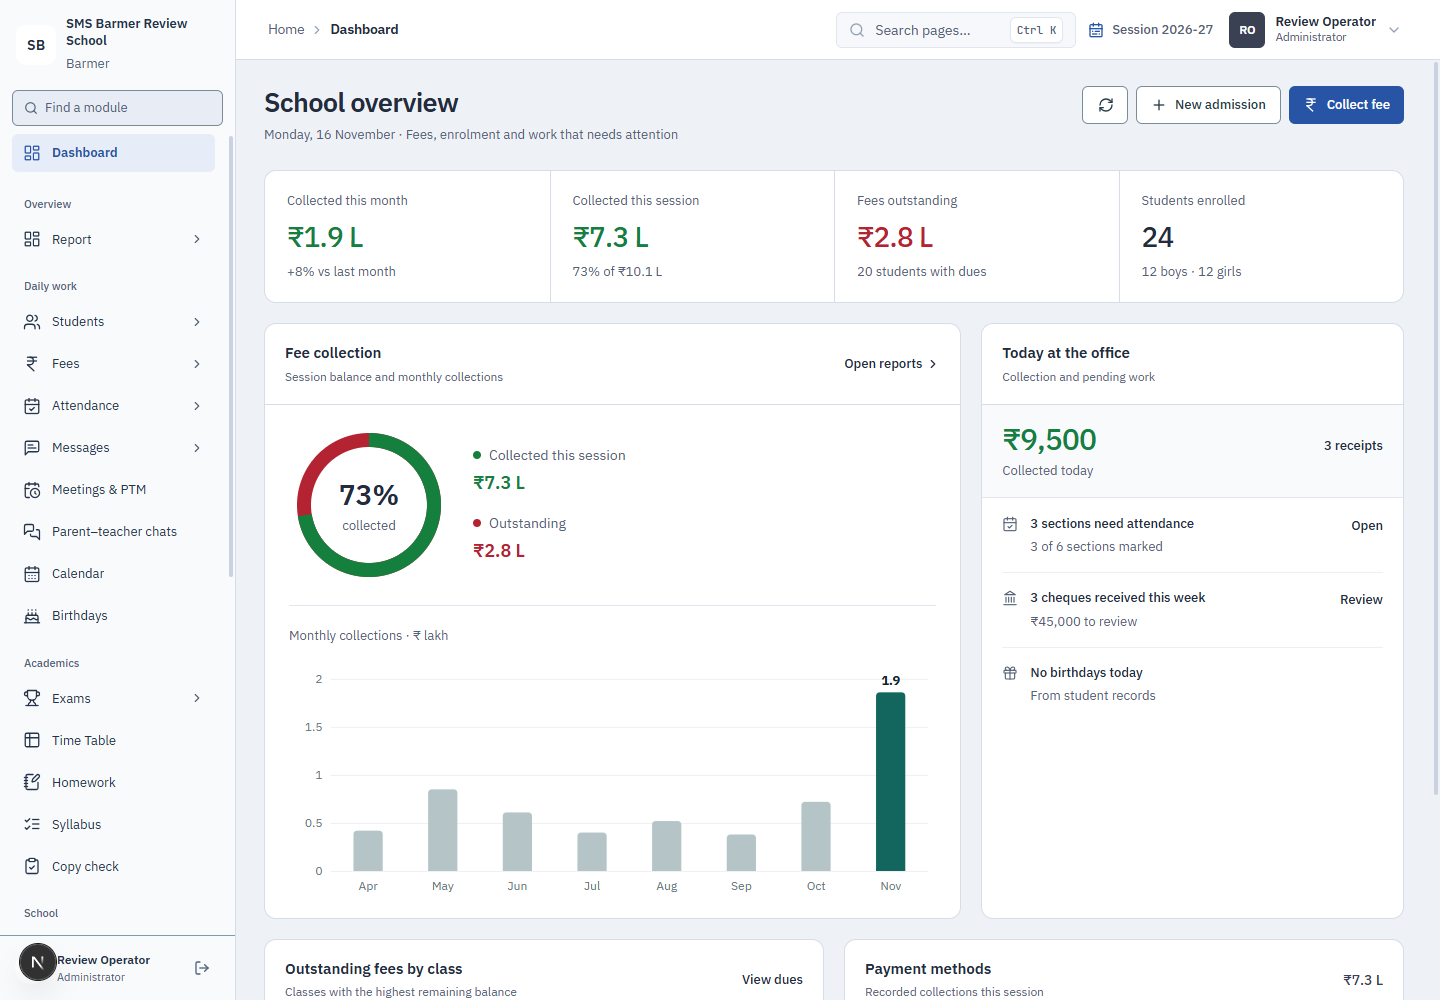 SMS Barmer Review
School
SB
Barmer
Find a module
Dashboard
Overview
Report
Daily work
Students
Fees
Attendance
Messages
Meetings & PTM
Parent–teacher chats
Calendar
Birthdays
Academics
Exams
Time Table
Homework
Syllabus
Copy check
School
N
Review Operator
Administrator
Home > Dashboard
Search pages...
Ctrl K
Session 2026-27
RO
Review Operator
Administrator
School overview
Monday, 16 November · Fees, enrolment and work that needs attention
New admission
₹ Collect fee
Collected this month
₹1.9 L
+8% vs last month
Collected this session
₹7.3 L
73% of ₹10.1 L
Fees outstanding
₹2.8 L
20 students with dues
Students enrolled
24
12 boys · 12 girls
Fee collection
Session balance and monthly collections
Open reports
73%
collected
Collected this session
₹7.3 L
Outstanding
₹2.8 L
Monthly collections · ₹ lakh
2
1.5
1
0.5
0
1.9
Apr May Jun Jul Aug Sep Oct Nov
Today at the office
Collection and pending work
₹9,500
Collected today
3 receipts
3 sections need attendance
3 of 6 sections marked
Open
3 cheques received this week
₹45,000 to review
Review
No birthdays today
From student records
Outstanding fees by class
Classes with the highest remaining balance
View dues
Payment methods
Recorded collections this session
₹7.3 L